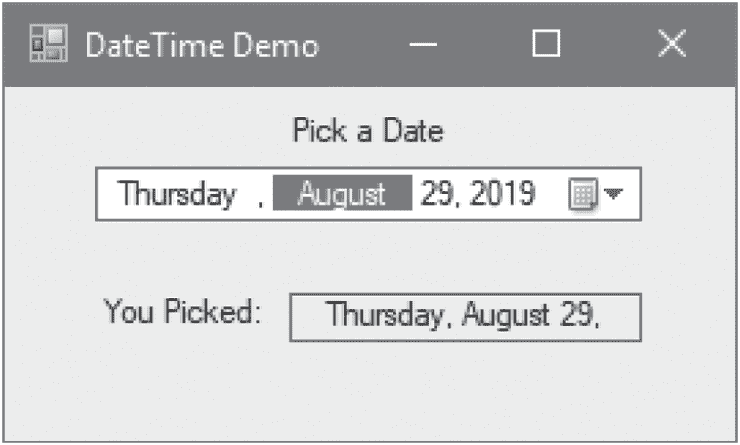 DateTime Demo
Pick a Date
Thursday , August 29, 2019
You Picked: Thursday, August 29,